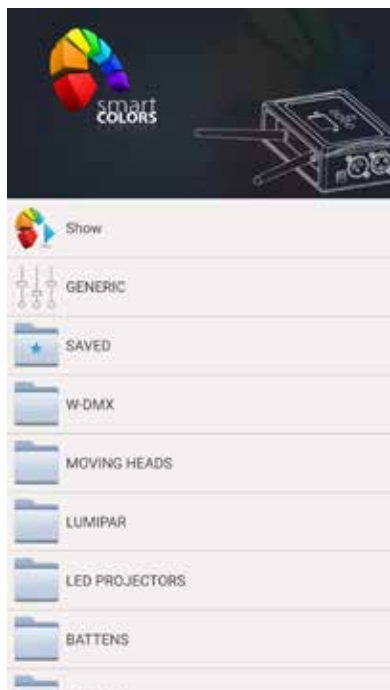 smart
COLORS
Show
GENERIC
SAVED
W-DMX
MOVING HEADS
LUMIPAR
LED PROJECTORS
BATTENS